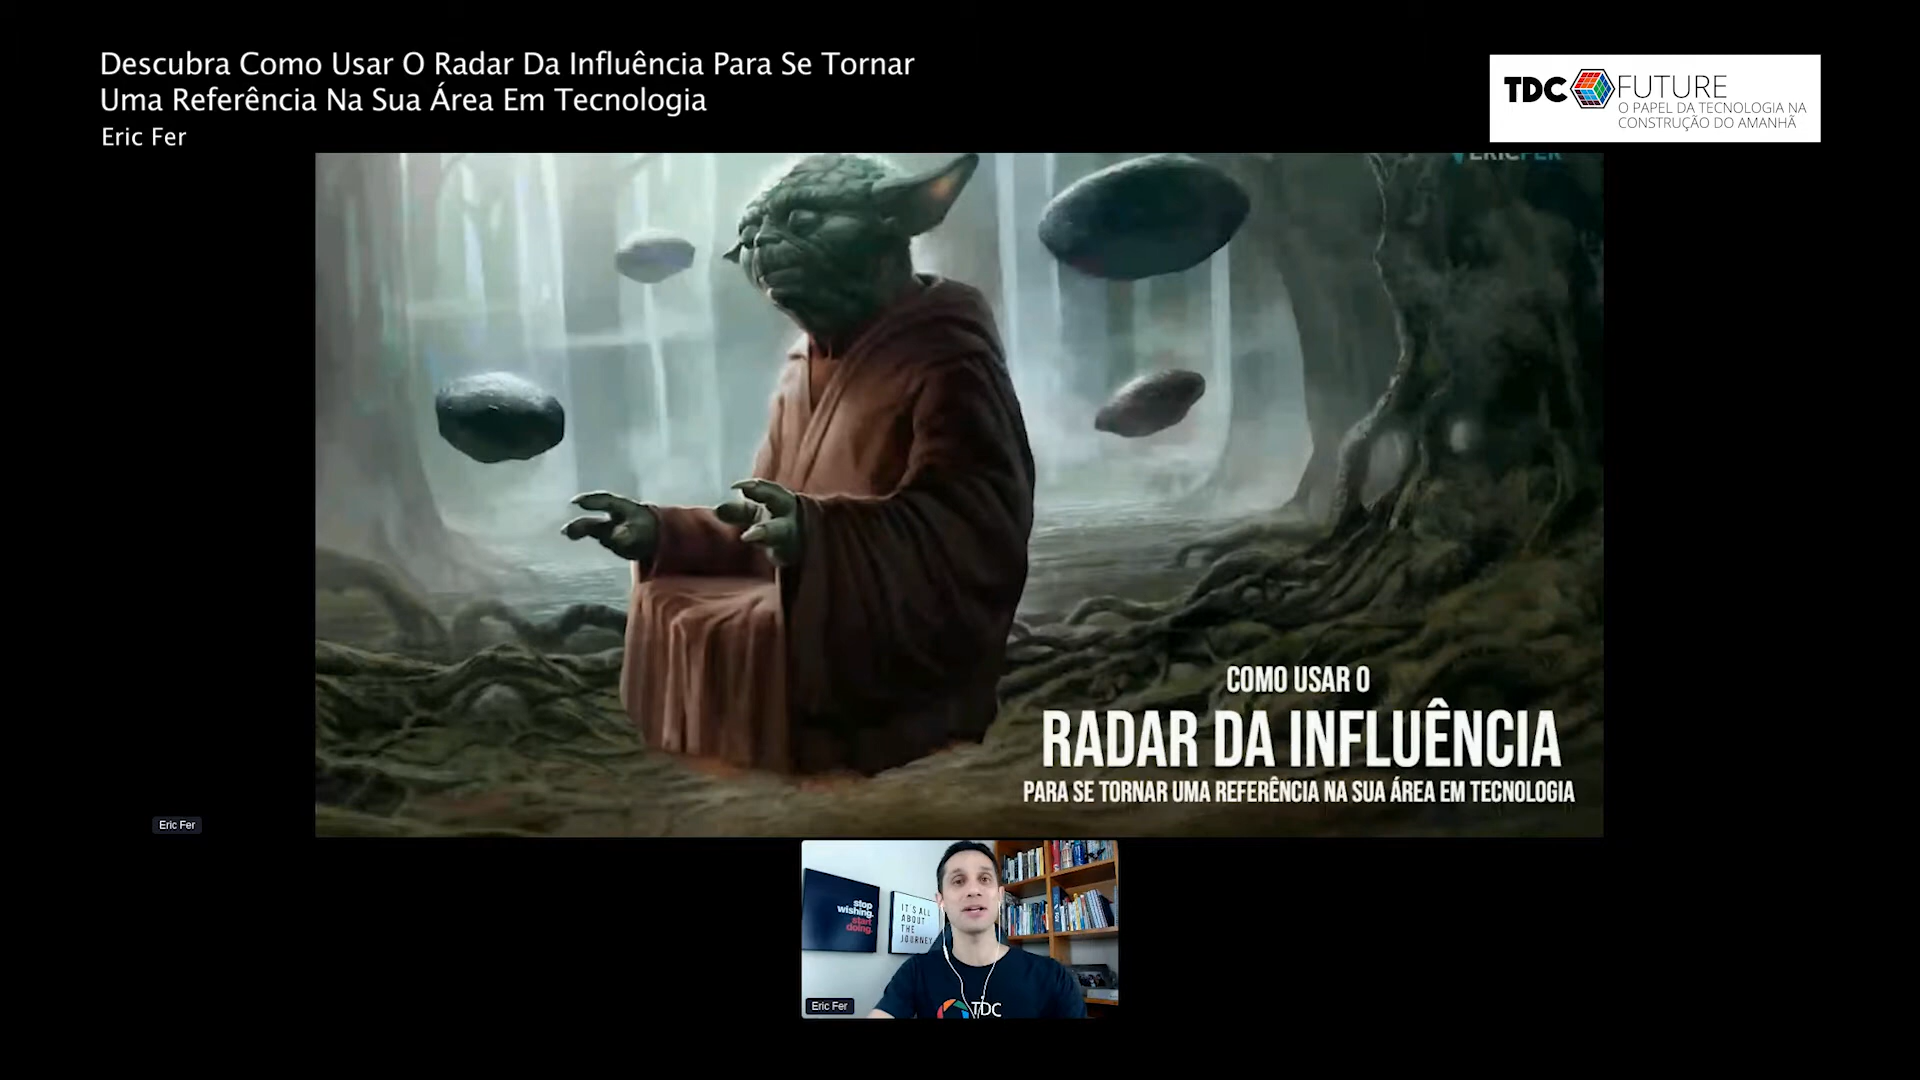 Descubra Como Usar O Radar Da Influência Para Se Tornar
Uma Referência Na Sua Área Em Tecnologia
Eric Fer
TDC FUTURE
O PAPEL DA TECNOLOGIA NA
CONSTRUÇÃO DO AMANHÃ
ERICFER
COMO USAR O
RADAR DA INFLUÊNCIA
PARA SE TORNAR UMA REFERÊNCIA NA SUA ÁREA EM TECNOLOGIA
Eric Fer
stop
wishing.
start
doing.
IT'S ALL
ABOUT
THE
JOURNEY
TDC
Eric Fer